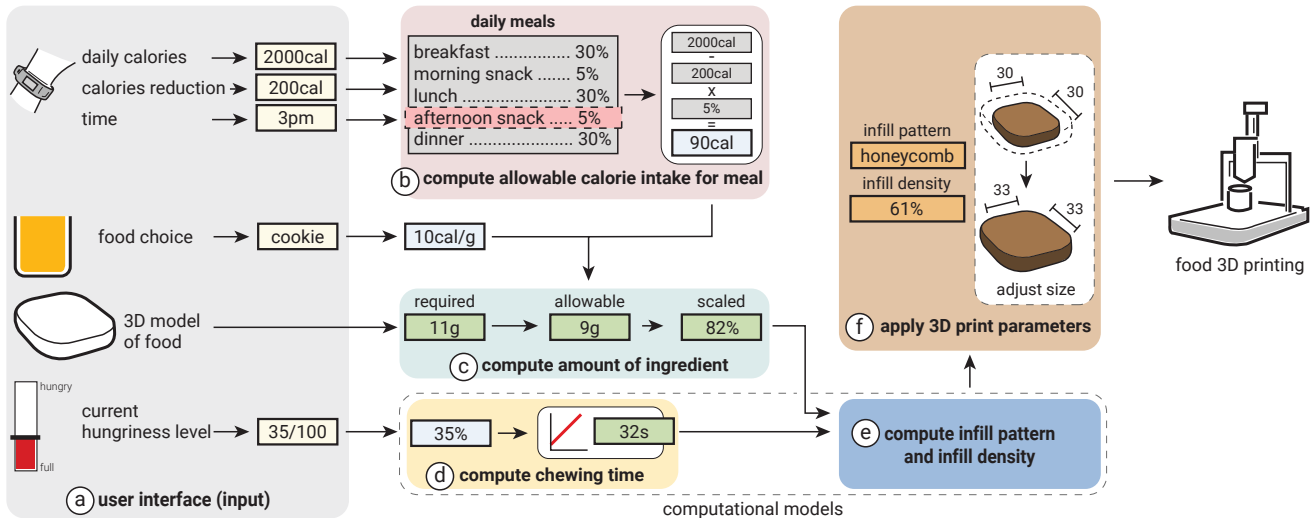 daily calories
2000cal
calories reduction
200cal
time
3pm
food choice
cookie
10cal/g
3D model
of food
hungry
full
current
hungriness level
35/100
a user interface (input)
daily meals
breakfast ................ 30%
morning snack ...... 5%
lunch ....................... 30%
afternoon snack ..... 5%
dinner ...................... 30%
2000cal
-
200cal
x
5%
=
90cal
b compute allowable calorie intake for meal
required
11g
allowable
9g
scaled
82%
c compute amount of ingredient
35%
32s
d compute chewing time
e compute infill pattern
and infill density
computational models
infill pattern
honeycomb
infill density
61%
30
30
33
33
adjust size
f apply 3D print parameters
food 3D printing